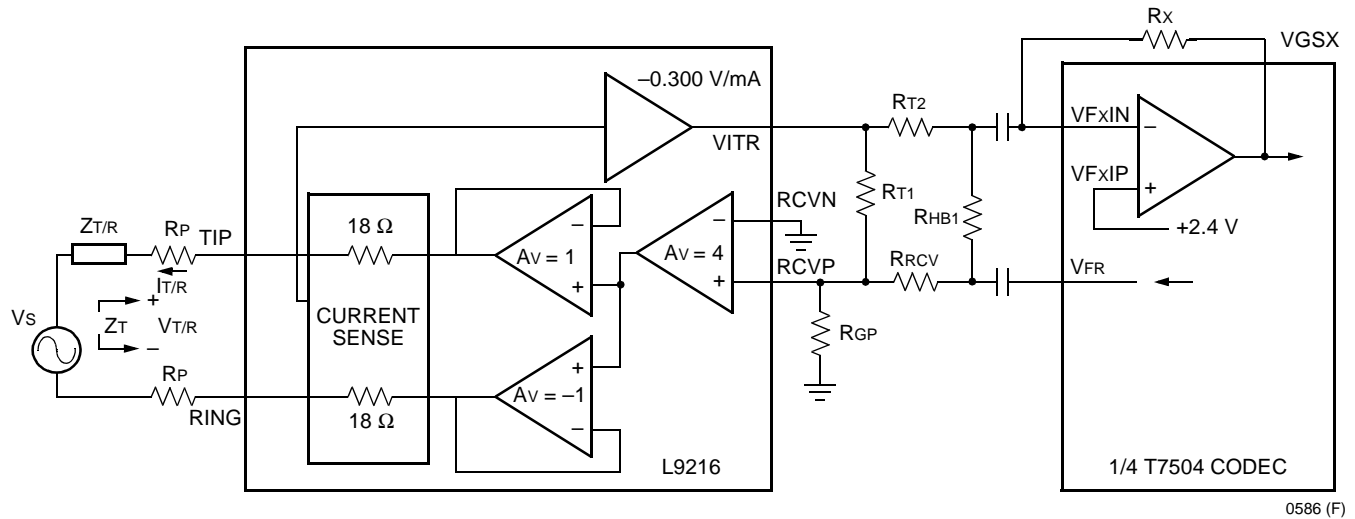 RX
VGSX
–0.300 V/mA
RT2
VFXIN
–
VITR
VFXIP
+
+2.4 V
RT1
RHB1
RCVN
18 Ω
–
–
ZT/R
RP
TIP
AV = 1
AV = 4
RCVP
RRCV
VFR
+
+
IT/R
+
VS
ZT
VT/R
–
CURRENT
SENSE
RGP
RP
+
AV = –1
RING
18 Ω
–
L9216
1/4 T7504 CODEC
0586 (F)